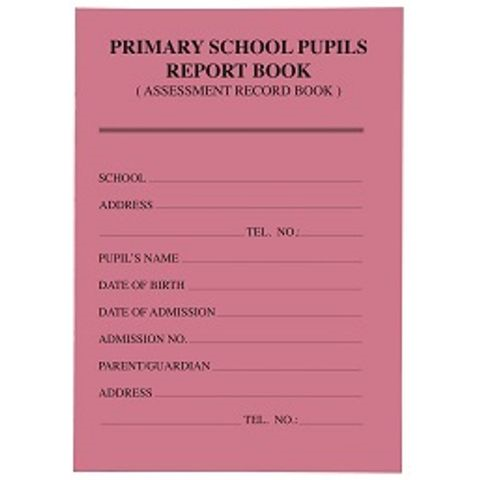 PRIMARY SCHOOL PUPILS
REPORT BOOK
( ASSESSMENT RECORD BOOK )
SCHOOL
ADDRESS
TEL. NO.:
PUPIL'S NAME
DATE OF BIRTH
DATE OF ADMISSION
ADMISSION NO.
PARENT/GUARDIAN
ADDRESS
TEL. NO.: